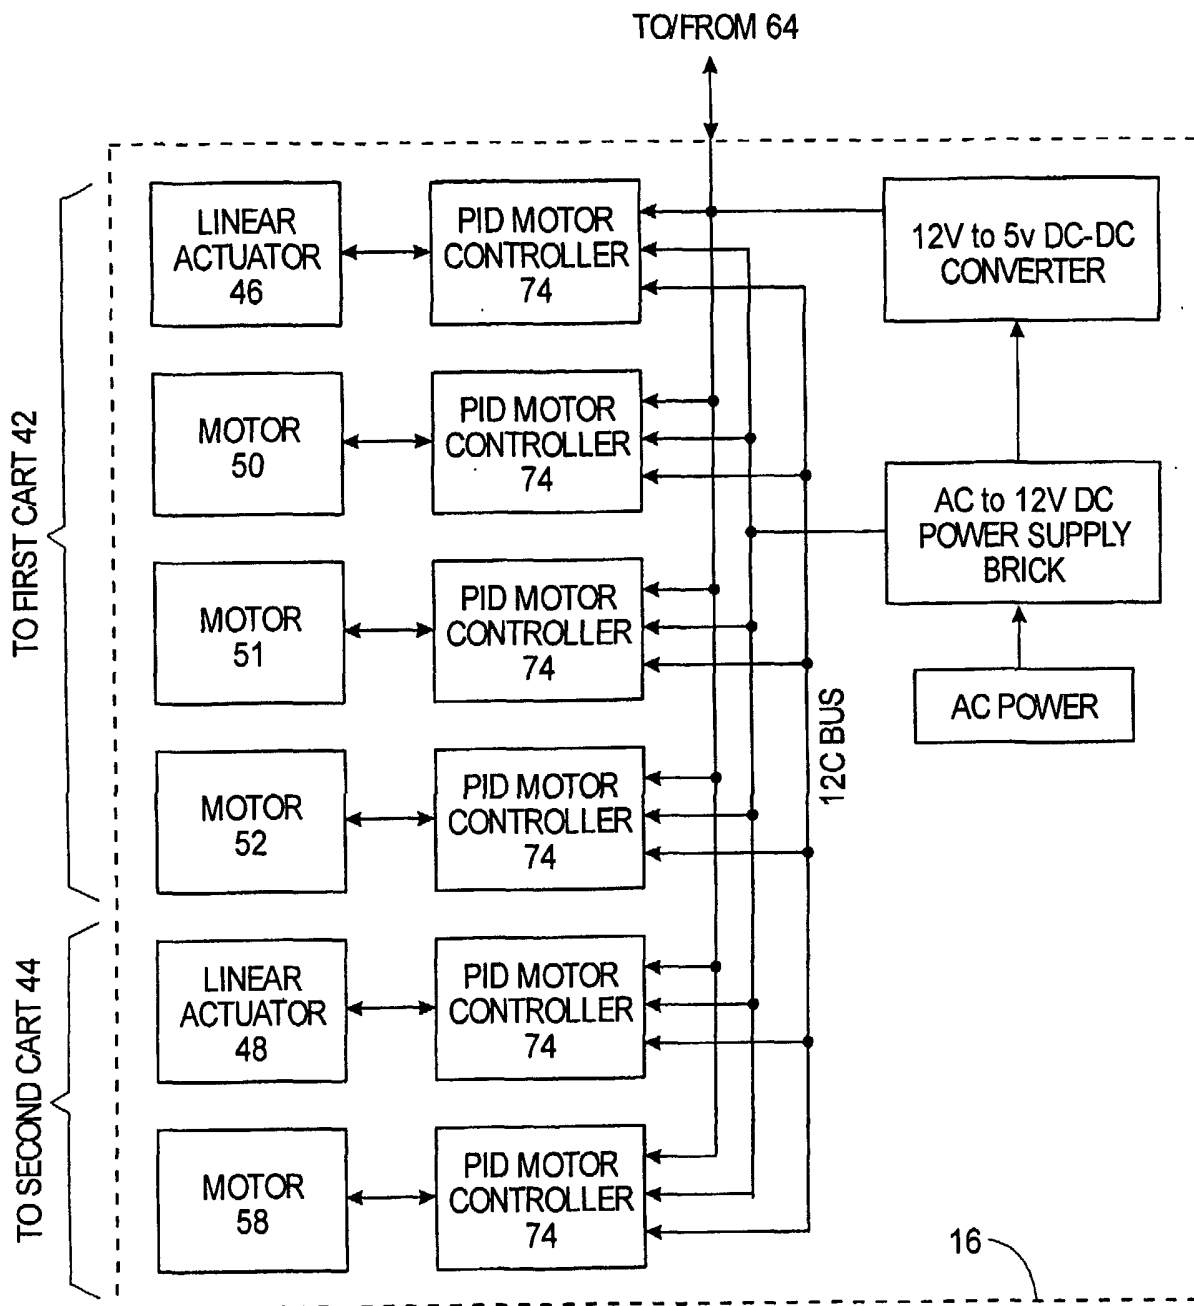 TO/FROM 64
LINEAR
ACTUATOR
46
PID MOTOR
CONTROLLER
74
12V to 5v DC-DC
CONVERTER
MOTOR
50
PID MOTOR
CONTROLLER
74
AC to 12V DC
POWER SUPPLY
BRICK
MOTOR
51
PID MOTOR
CONTROLLER
74
AC POWER
MOTOR
52
PID MOTOR
CONTROLLER
74
12C BUS
LINEAR
ACTUATOR
48
PID MOTOR
CONTROLLER
74
MOTOR
58
PID MOTOR
CONTROLLER
74
TO FIRST CART 42
TO SECOND CART 44
16